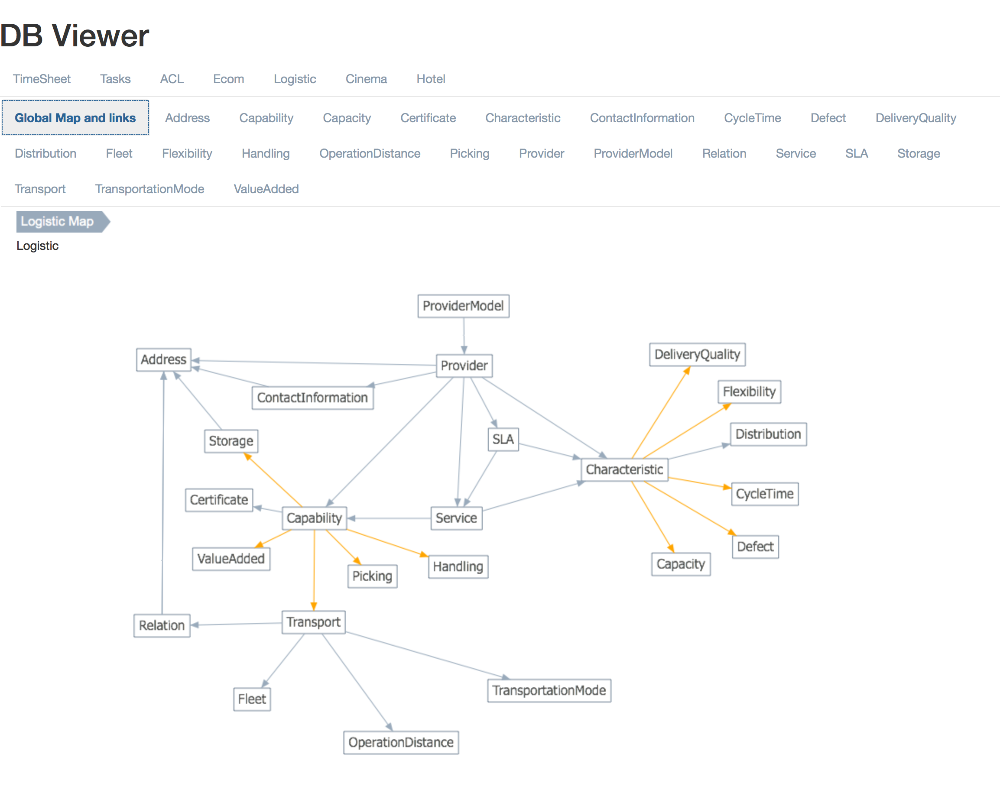 DB Viewer
TimeSheet Tasks ACL Ecom Logistic Cinema Hotel
Global Map and links Address Capability Capacity Certificate Characteristic ContactInformation CycleTime Defect DeliveryQuality
Distribution Fleet Flexibility Handling OperationDistance Picking Provider ProviderModel Relation Service SLA Storage
Transport TransportationMode ValueAdded
Logistic Map
Logistic
ProviderModel
DeliveryQuality
Address
Provider
Flexibility
ContactInformation
Distribution
SLA
Storage
Characteristic
CycleTime
Certificate
Capability
Service
Defect
ValueAdded
Capacity
Handling
Picking
Transport
Relation
TransportationMode
Fleet
OperationDistance